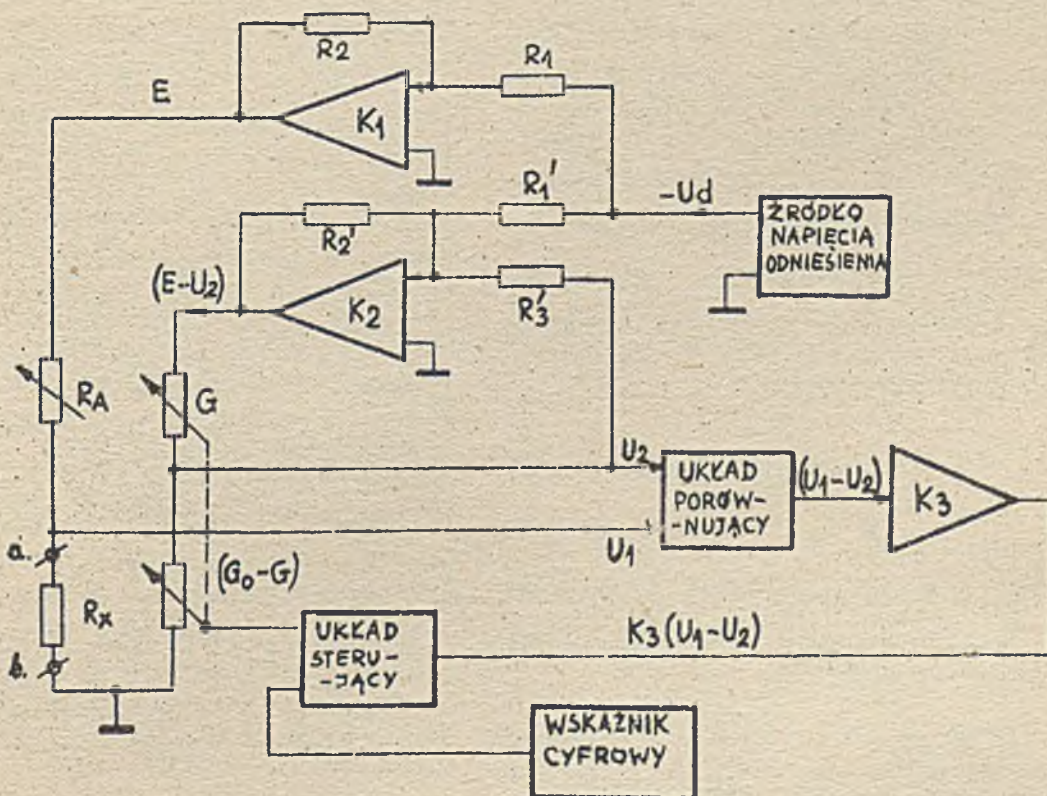 R2
R1
E
K1
R1'
-Ud
ŹRÓDŁO
NAPIĘCIA
ODNIEŚIENIA
R2'
(E-U2)
K2
R3'
RA
G
U2
UKŁAD
PORÓW-
-NUJĄCY
(U1-U2)
K3
a.
U1
Rx
(G0-G)
UKŁAD
STERU-
-JĄCY
K3(U1-U2)
b.
WSKAŹNIK
CYFROWY